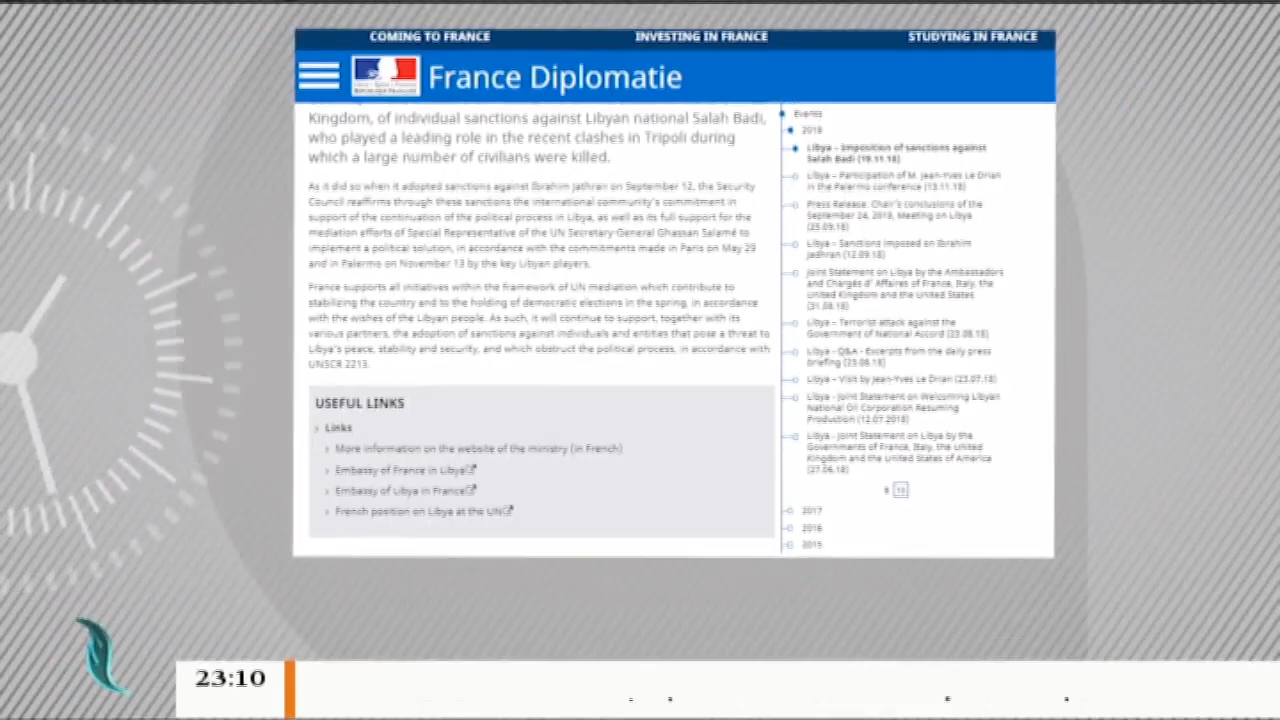 COMING TO FRANCE
INVESTING IN FRANCE
STUDYING IN FRANCE
France Diplomatie
Kingdom, of individual sanctions against Libyan national Salah Badi,
who played a leading role in the recent clashes in Tripoli during
which a large number of civilians were killed.
As it did so when it adopted sanctions against Ibrahim Jathran on September 12, the Security
Council reaffirms through these sanctions the international community's commitment in
support of the continuation of the political process in Libya, as well as its full support for the
mediation efforts of Special Representative of the UN Secretary-General Ghassan Salamé to
implement a political solution, in accordance with the commitments made in Paris on May 29
and in Palermo on November 13 by the key Libyan players.
France supports all initiatives within the framework of UN mediation which contribute to
stabilizing the country and to the holding of democratic elections in the spring, in accordance
with the wishes of the Libyan people. As such, it will continue to support, together with its
various partners, the adoption of sanctions against individuals and entities that pose a threat to
Libya's peace, stability and security, and which obstruct the political process, in accordance with
UNSCR 2213.
USEFUL LINKS
Links
More information on the website of the ministry (in French)
Embassy of France in Libya
Embassy of Libya in France
French position on Libya at the UN
Events
2018
Libya – Imposition of sanctions against
Salah Badi (19.11.18)
Libya – Participation of M. Jean-Yves Le Drian
in the Palermo conference (13.11.18)
Press Release. Chair's conclusions of the
September 24, 2018, Meeting on Libya
(25.09.18)
Libya – Sanctions imposed on Ibrahim
Jadhran (12.09.18)
Joint Statement on Libya by the Ambassadors
and Chargés d' Affaires of France, Italy, the
United Kingdom and the United States
(31.08.18)
Libya – Terrorist attack against the
Government of National Accord (23.08.18)
Libya - Q&A - Excerpts from the daily press
briefing (23.08.18)
Libya – Visit by Jean-Yves Le Drian (23.07.18)
Libya - Joint Statement on Welcoming Libyan
National Oil Corporation Resuming
Production (12.07.2018)
Libya - Joint Statement on Libya by the
Governments of France, Italy, the United
Kingdom and the United States of America
(27.06.18)
2017
2016
2015
23:10